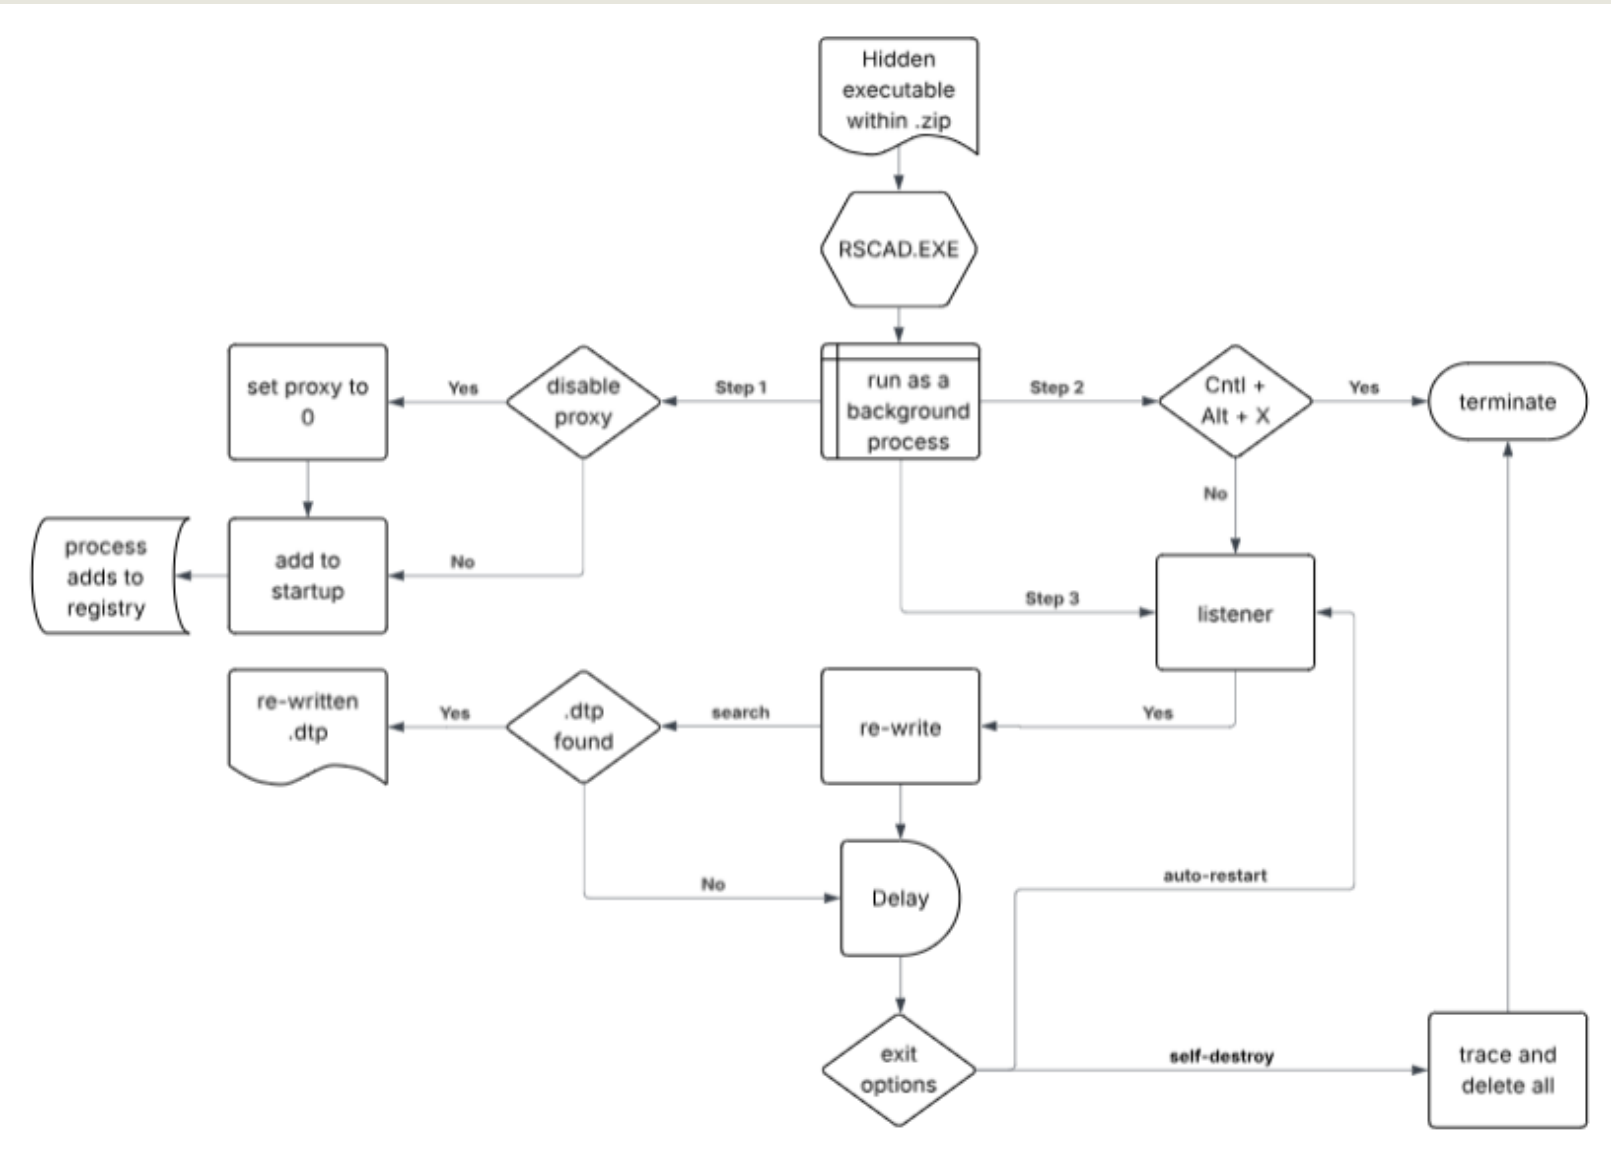 Hidden
executable
within .zip
RSCAD.EXE
set proxy to
0
Yes
disable
proxy
Step 1
run as a
background
process
Step 2
Cntl +
Alt + X
Yes
terminate
No
process
adds to
registry
add to
startup
No
Step 3
listener
re-written
.dtp
Yes
.dtp
found
search
re-write
Yes
No
Delay
auto-restart
exit
options
self-destroy
trace and
delete all